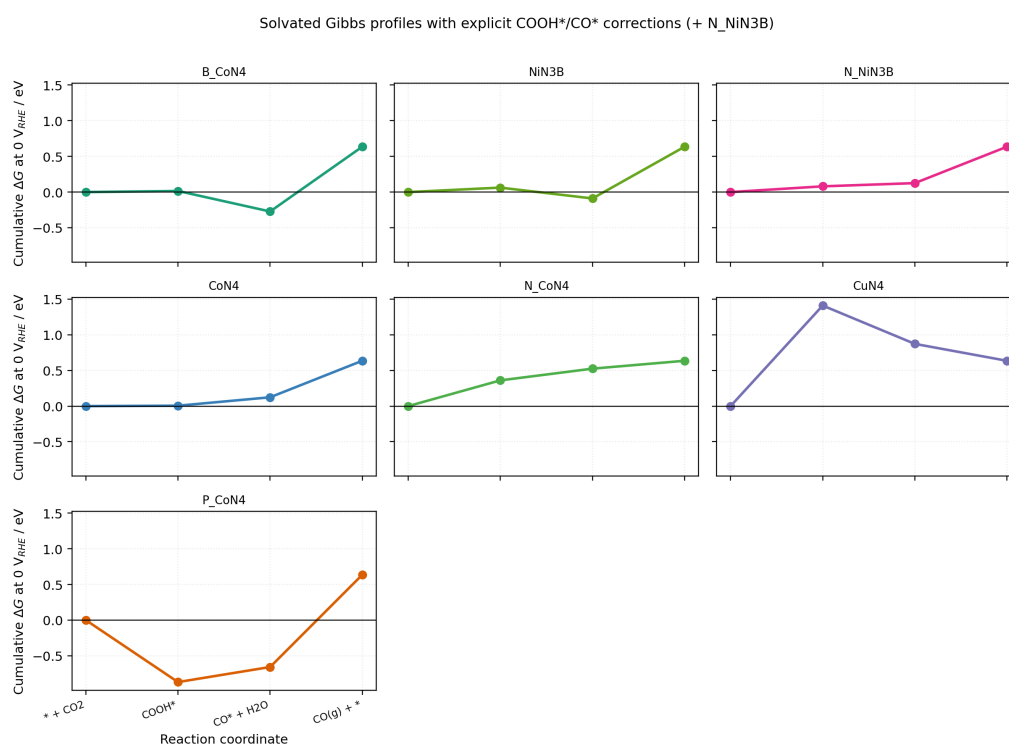 Solvated Gibbs profiles with explicit COOH*/CO* corrections (+ N_NiN3B)
B_CoN4
NiN3B
N_NiN3B
Cumulative ΔG at 0 V_RHE / eV
1.5
1.0
0.5
0.0
−0.5
CoN4
N_CoN4
CuN4
Cumulative ΔG at 0 V_RHE / eV
1.5
1.0
0.5
0.0
−0.5
P_CoN4
Cumulative ΔG at 0 V_RHE / eV
1.5
1.0
0.5
0.0
−0.5
* + CO2
COOH*
CO* + H2O
CO(g) + *
Reaction coordinate